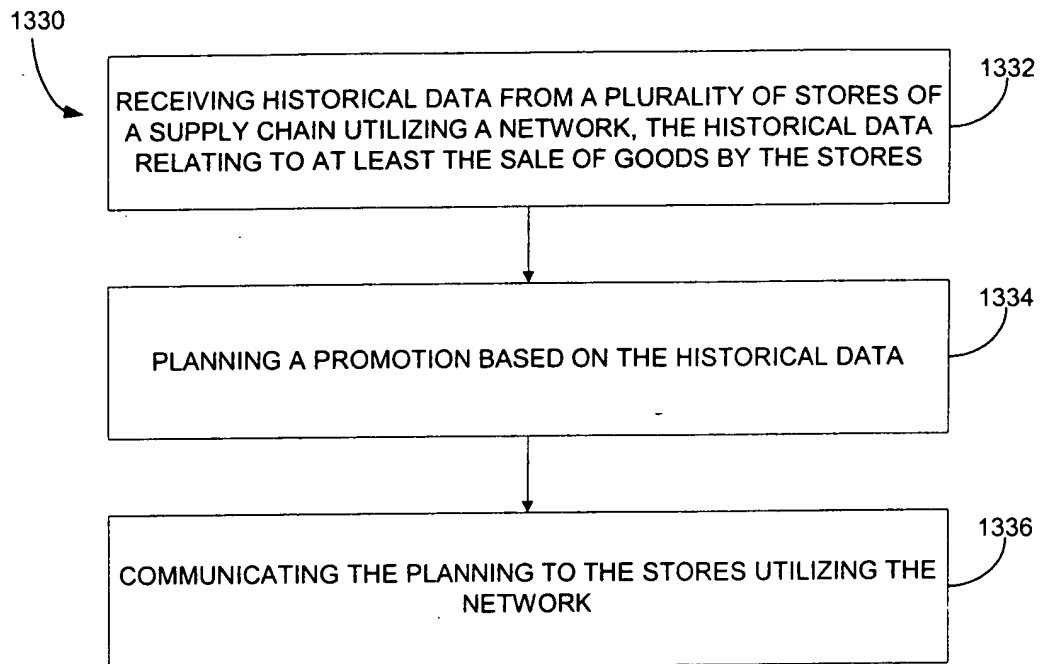 1330
1332
RECEIVING HISTORICAL DATA FROM A PLURALITY OF STORES OF
A SUPPLY CHAIN UTILIZING A NETWORK, THE HISTORICAL DATA
RELATING TO AT LEAST THE SALE OF GOODS BY THE STORES
1334
PLANNING A PROMOTION BASED ON THE HISTORICAL DATA
1336
COMMUNICATING THE PLANNING TO THE STORES UTILIZING THE
NETWORK